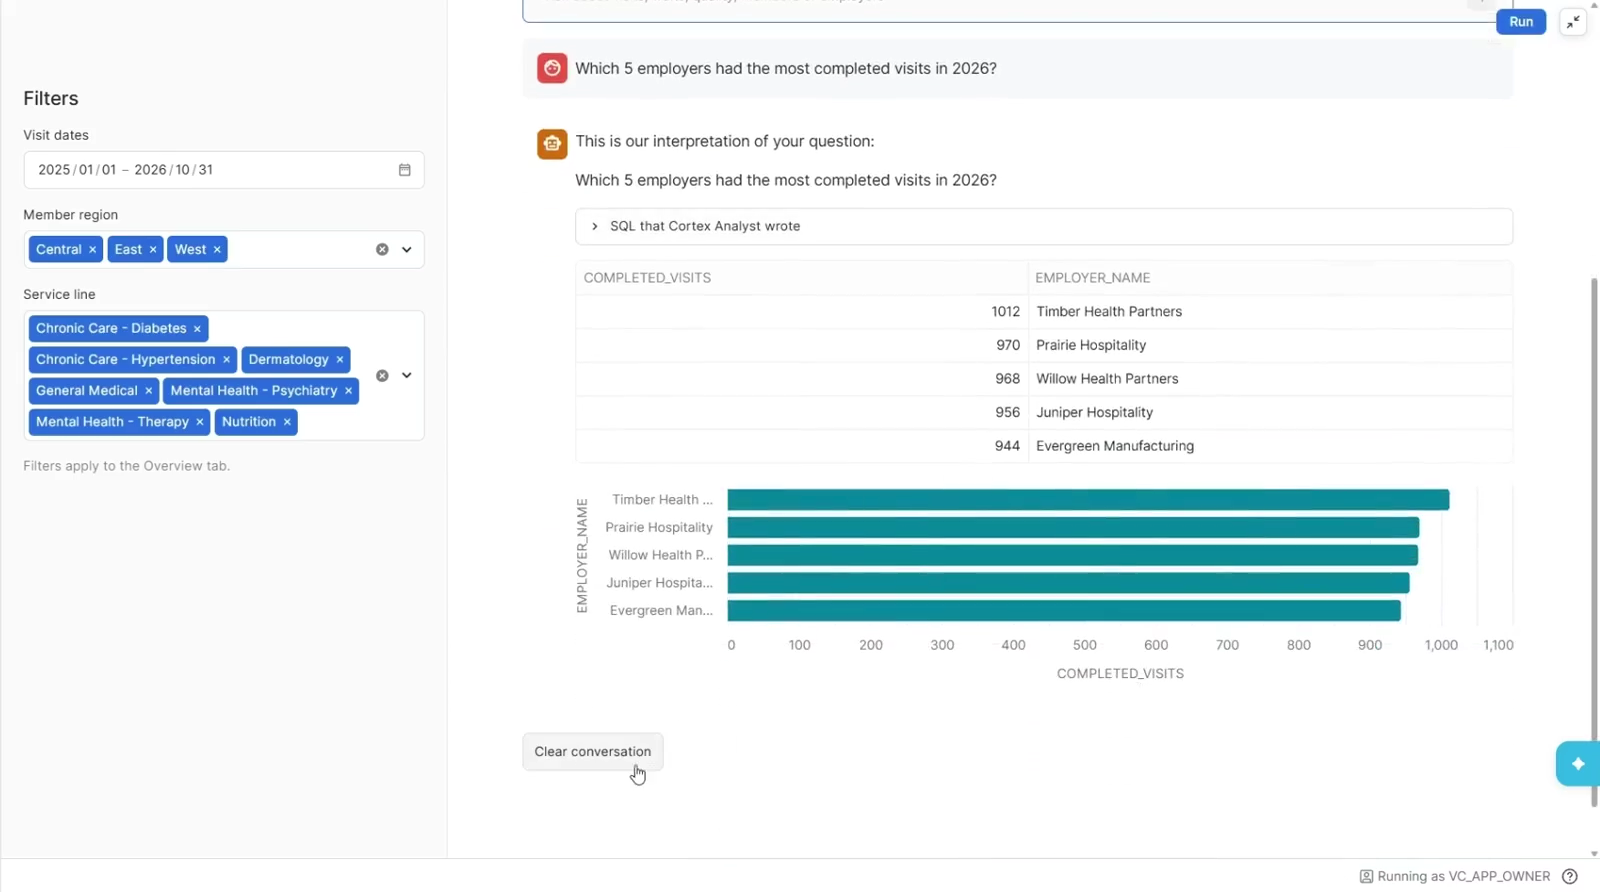 Run
Which 5 employers had the most completed visits in 2026?
Filters
Visit dates
2025/01/01 – 2026/10/31
Member region
Central × East × West ×
Service line
Chronic Care - Diabetes ×
Chronic Care - Hypertension × Dermatology ×
General Medical × Mental Health - Psychiatry ×
Mental Health - Therapy × Nutrition ×
Filters apply to the Overview tab.
This is our interpretation of your question:
Which 5 employers had the most completed visits in 2026?
SQL that Cortex Analyst wrote
COMPLETED_VISITS EMPLOYER_NAME
1012 Timber Health Partners
970 Prairie Hospitality
968 Willow Health Partners
956 Juniper Hospitality
944 Evergreen Manufacturing
EMPLOYER_NAME
Timber Health ...
Prairie Hospitality
Willow Health P...
Juniper Hospita...
Evergreen Man...
0 100 200 300 400 500 600 700 800 900 1,000 1,100
COMPLETED_VISITS
Clear conversation
Running as VC_APP_OWNER